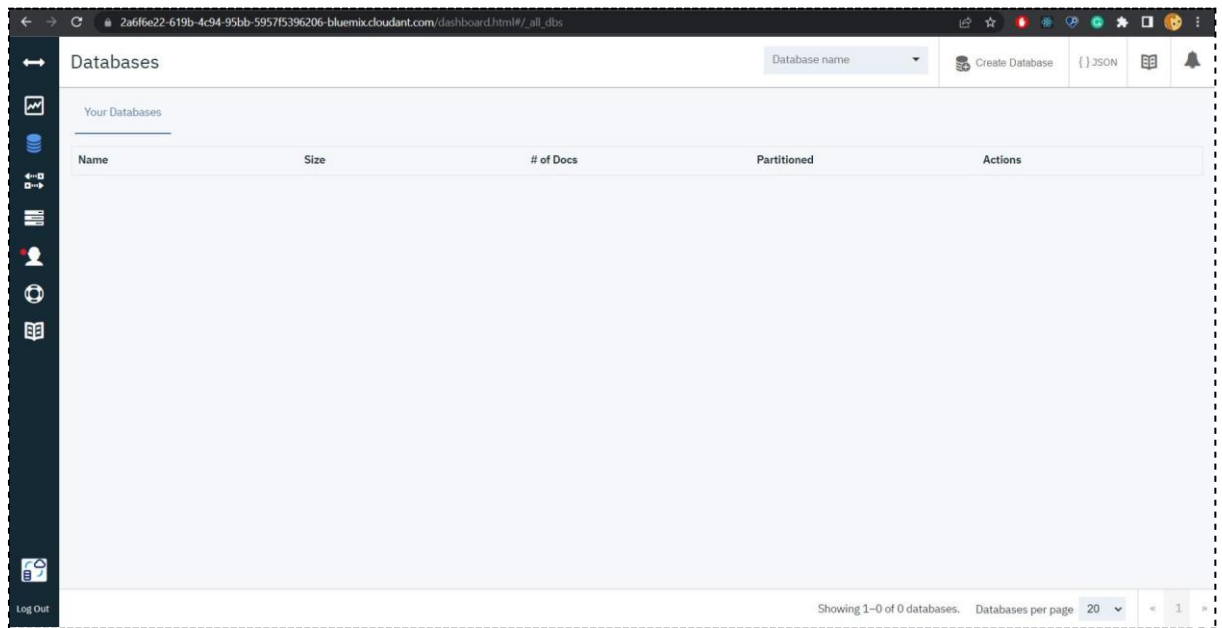 2a6f6e22-619b-4c94-95bb-5957f5396206-bluemix.cloudant.com/dashboard.html#/_all_dbs
Databases
Database name
Create Database
{ } JSON
Your Databases
Name Size # of Docs Partitioned Actions
Log Out
Showing 1–0 of 0 databases. Databases per page 20 « 1 »